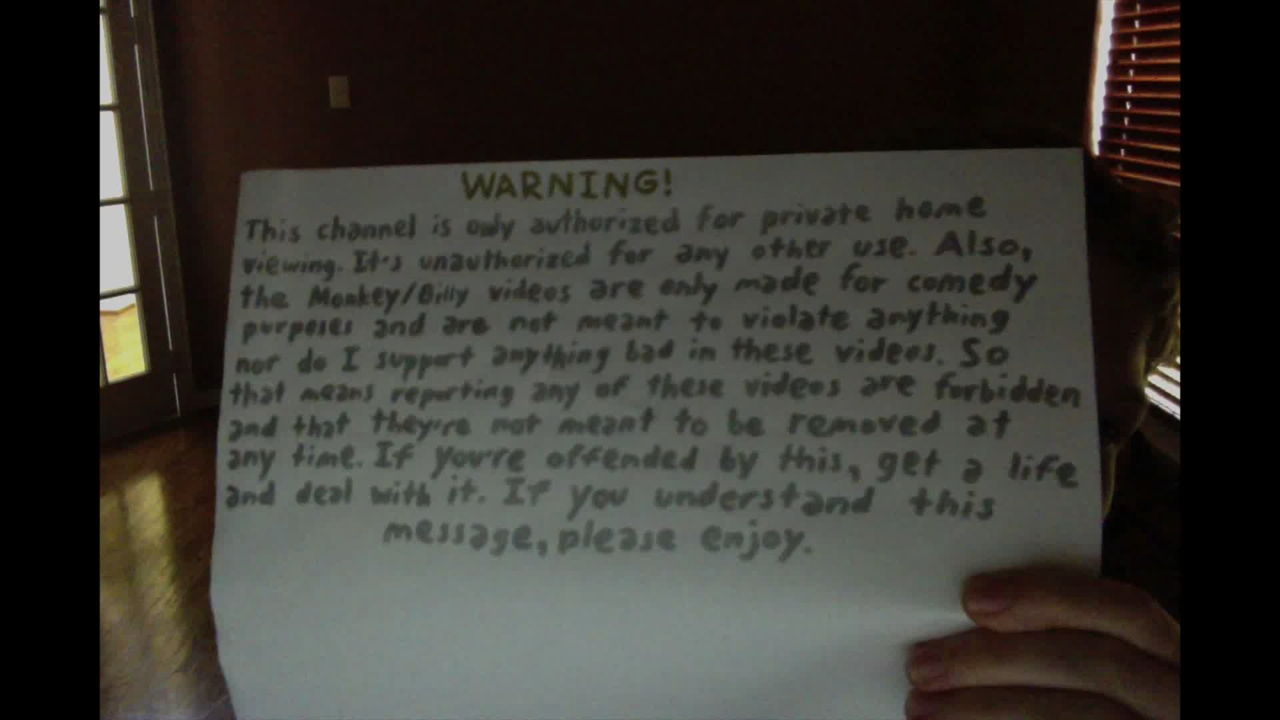 WARNING!
This channel is only authorized for private home
viewing. It's unauthorized for any other use. Also,
the Monkey/Billy videos are only made for comedy
purposes and are not meant to violate anything
nor do I support anything bad in these videos. So
that means reporting any of these videos are forbidden
and that they're not meant to be removed at
any time. If you're offended by this, get a life
and deal with it. If you understand this
message, please enjoy.